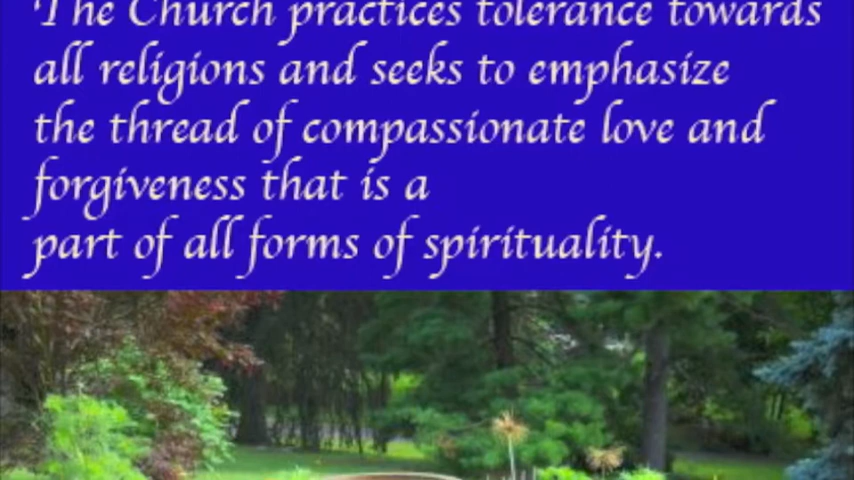 The Church practices tolerance towards
all religions and seeks to emphasize
the thread of compassionate love and
forgiveness that is a
part of all forms of spirituality.